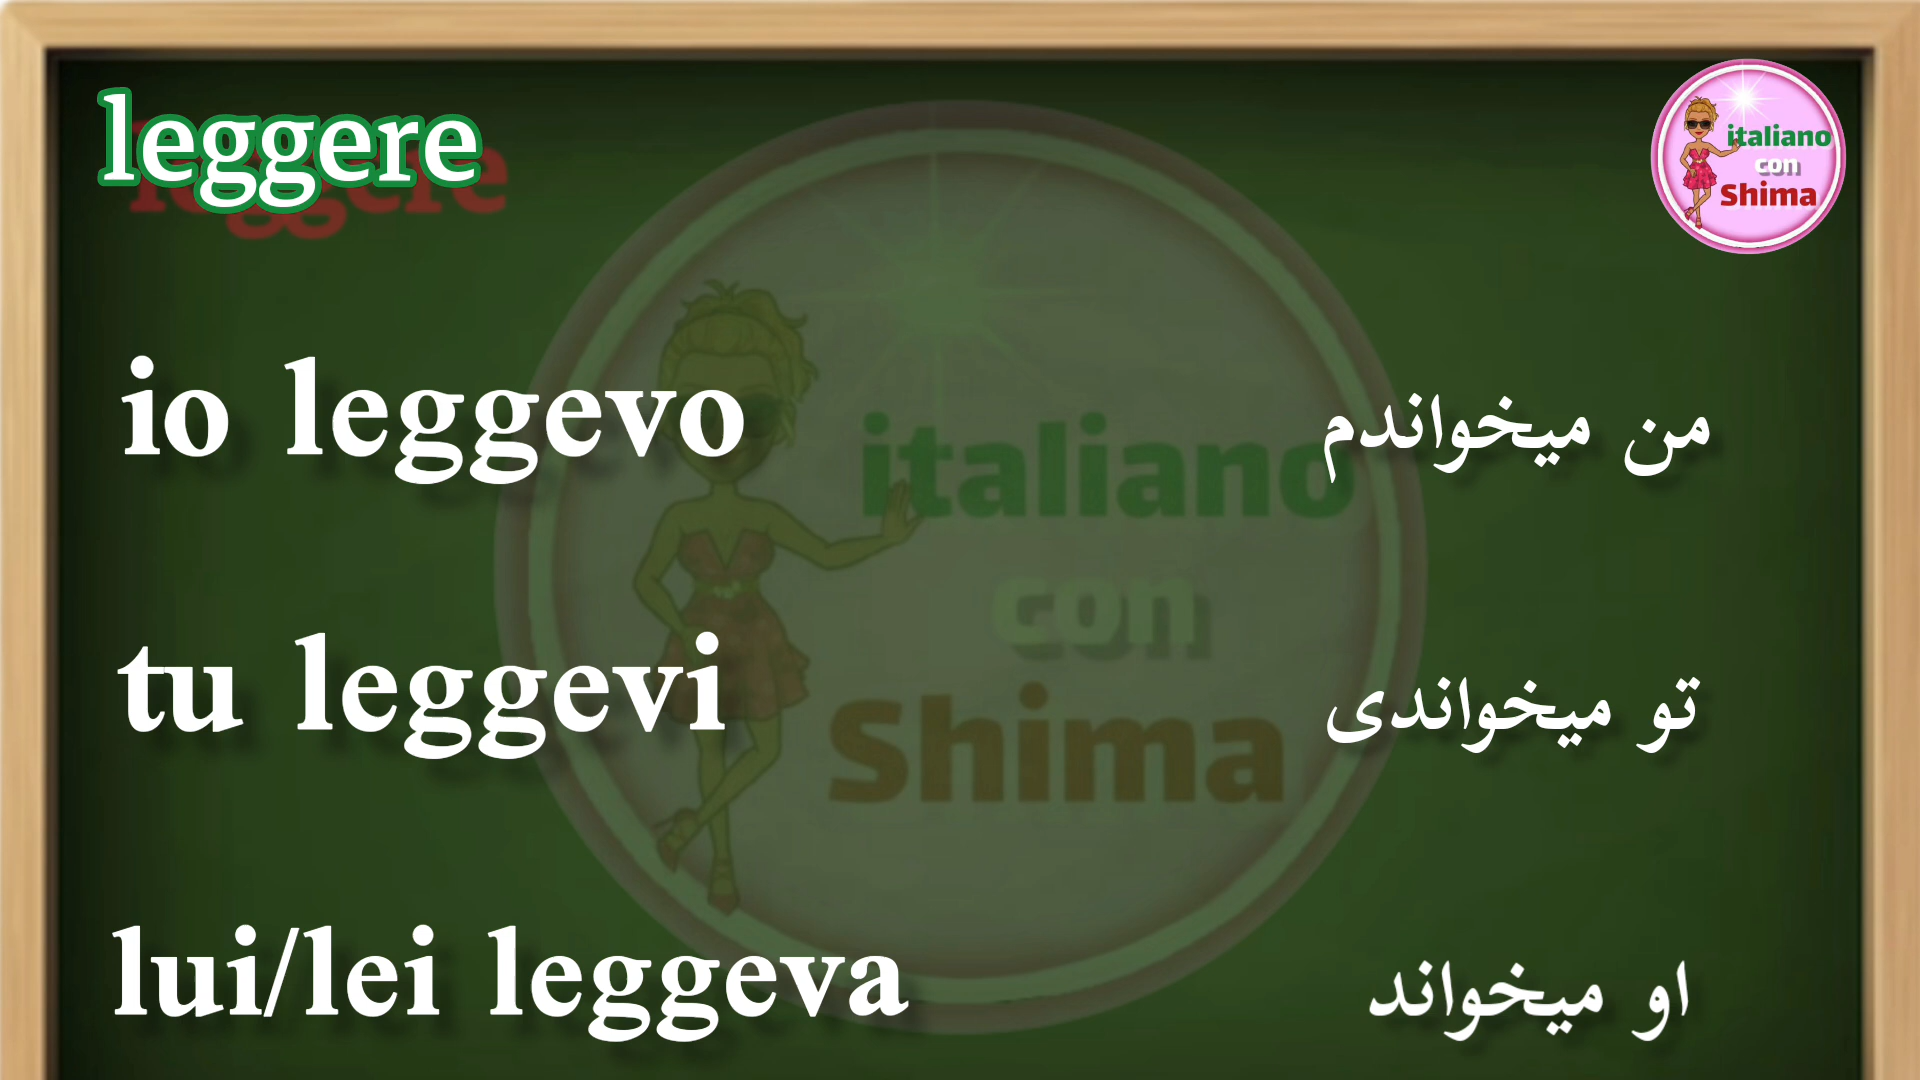 leggere
italiano
con
Shima
io leggevo من میخواندم
tu leggevi تو میخواندی
lui/lei leggeva او میخواند
italiano
con
Shima